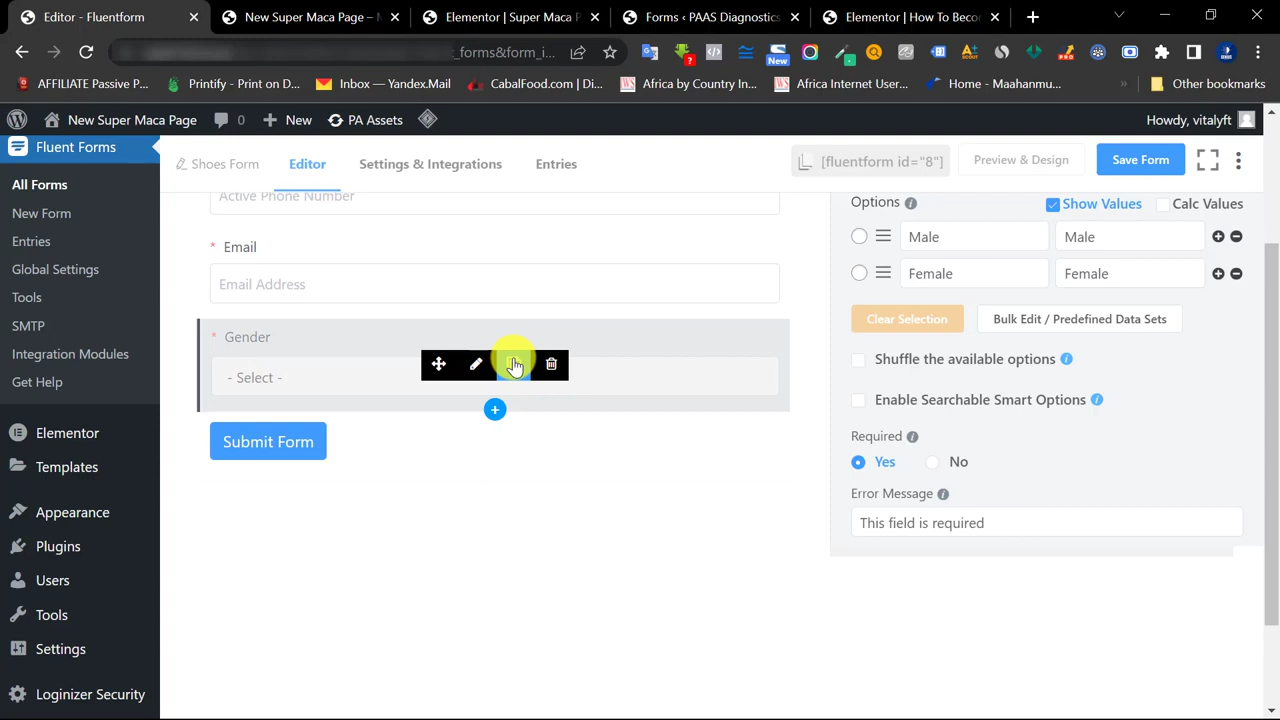 Editor - Fluentform
New Super Maca Page –
Elementor | Super Maca P
Forms ‹ PAAS Diagnostics
Elementor | How To Becor
_forms&form_i...
New
PRO
AFFILIATE Passive P...
Printify - Print on D...
Inbox — Yandex.Mail
CabalFood.com | Di...
Africa by Country In...
Africa Internet User...
Home - Maahanmu...
»
Other bookmarks
New Super Maca Page
0
New
PA Assets
Howdy, vitalyft
Fluent Forms
Shoes Form
Editor
Settings & Integrations
Entries
[fluentform id="8"]
Preview & Design
Save Form
All Forms
New Form
Entries
Global Settings
Tools
SMTP
Integration Modules
Get Help
Elementor
Templates
Appearance
Plugins
Users
Tools
Settings
Loginizer Security
Active Phone Number
* Email
Email Address
* Gender
- Select -
Submit Form
Options
Show Values
Calc Values
Male
Male
Female
Female
Clear Selection
Bulk Edit / Predefined Data Sets
Shuffle the available options
Enable Searchable Smart Options
Required
Yes
No
Error Message
This field is required